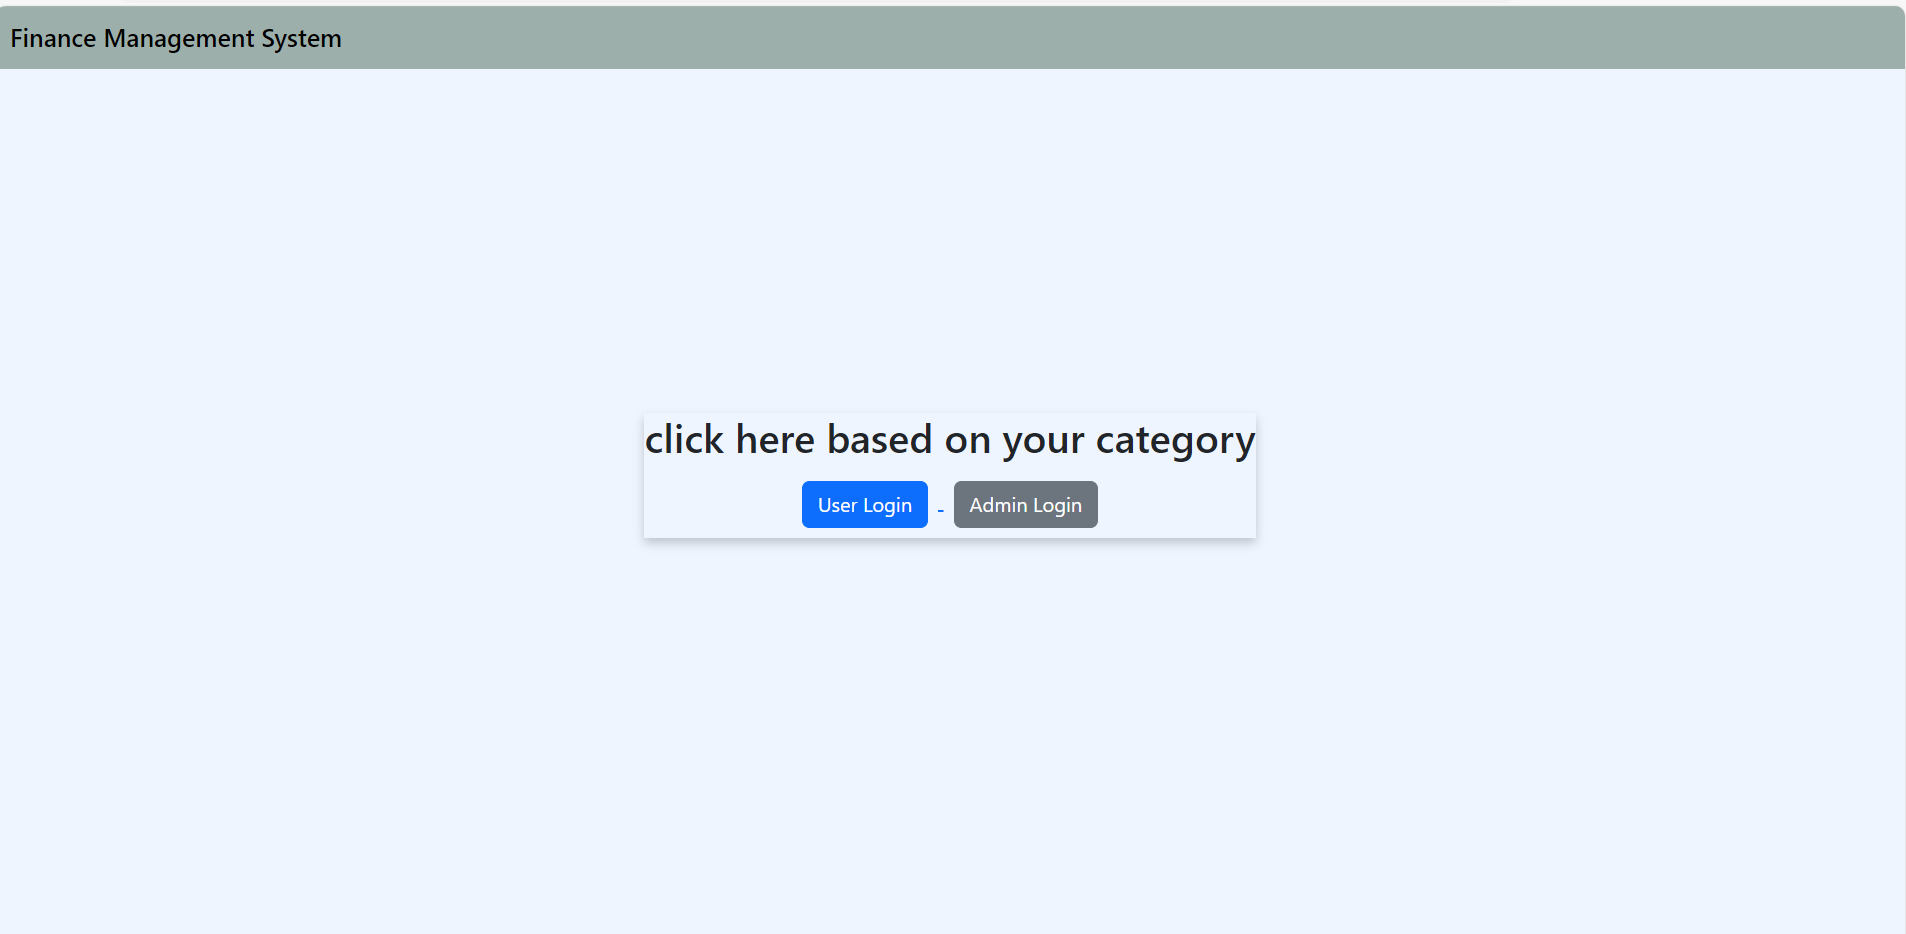 Finance Management System
click here based on your category
User Login - Admin Login